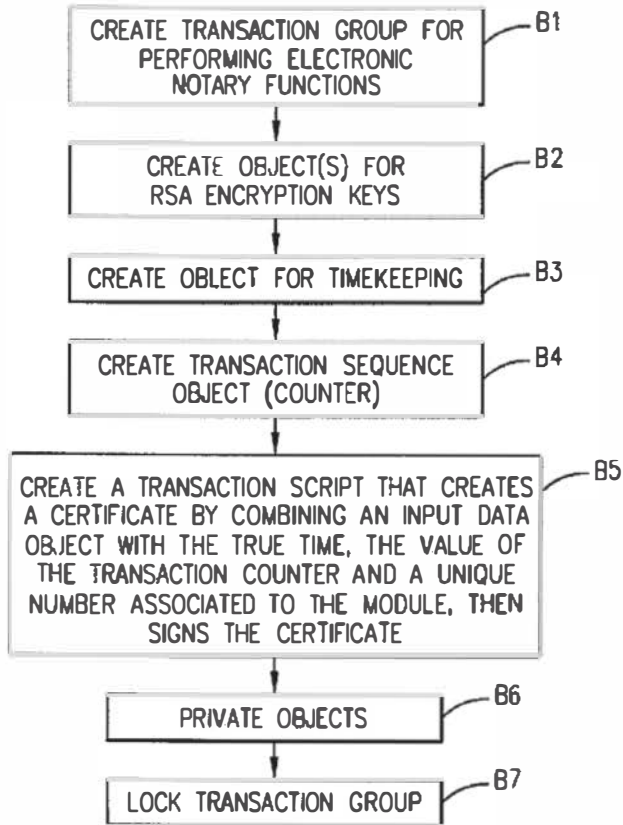 CREATE TRANSACTION GROUP FOR
PERFORMING ELECTRONIC
NOTARY FUNCTIONS
B1
CREATE OBJECT(S} FOR
RSA ENCRYPTION KEYS
B2
CREATE OBLECT FOR TIMEKEEPING
B3
CREATE TRANSACTION SEQUENCE
OBJECT (COUNTER)
B4
CREATE A TRANSACTION SCRIPT THAT CREATES
A CERTIFICATE BY COMBINING AN INPUT DATA
OBJECT WITH THE TRUE TIME, THE VALUE OF
THE TRANSACTION COUNTER AND A UNIQUE
NUMBER ASSOCIATED TO THE MODULE, THEN
SIGNS THE CERTIFICATE
B5
PRIVATE OBJECTS
B6
LOCK TRANSACTION GROUP
B7